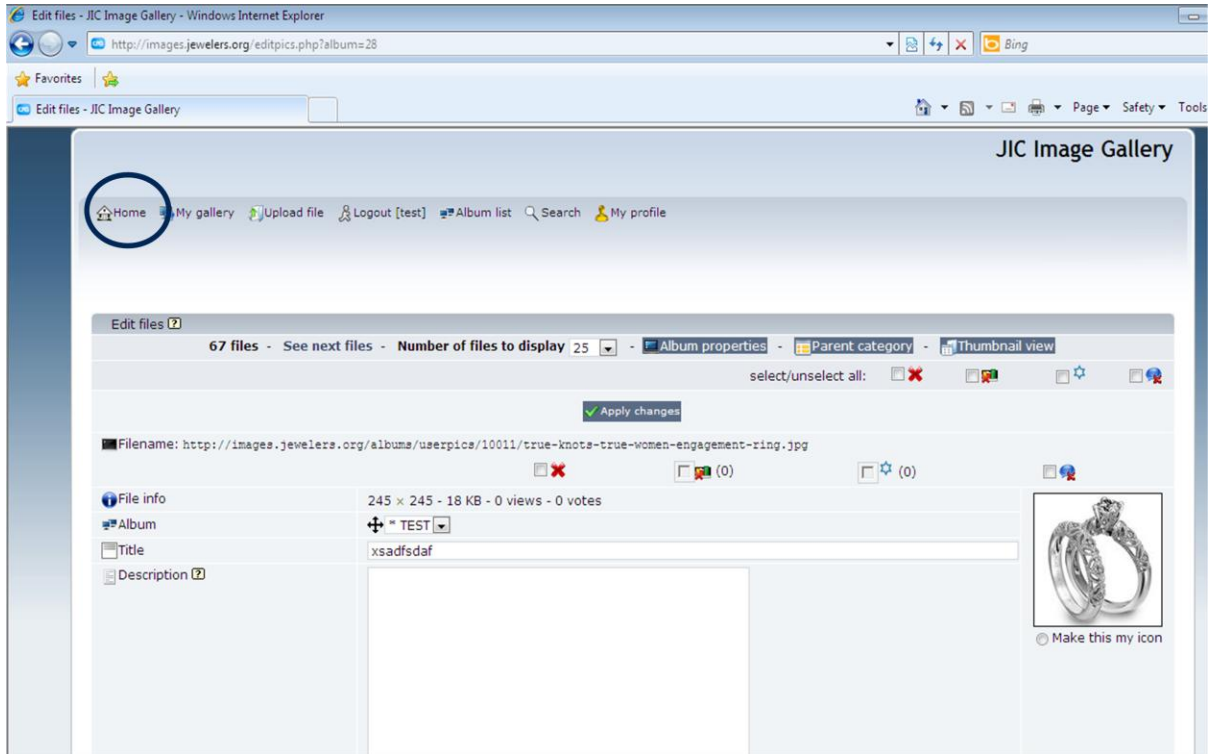 Edit files - JIC Image Gallery - Windows Internet Explorer
http://images.jewelers.org/editpics.php?album=28
Bing
Favorites
Edit files - JIC Image Gallery
Page Safety Tools
JIC Image Gallery
Home My gallery Upload file Logout [test] Album list Search My profile
Edit files
67 files - See next files - Number of files to display 25 - Album properties - Parent category - Thumbnail view
select/unselect all:
Apply changes
Filename: http://images.jewelers.org/albums/userpics/10011/true-knots-true-women-engagement-ring.jpg
(0) (0)
File info 245 × 245 - 18 KB - 0 views - 0 votes
Album * TEST
Title xsadfsdaf
Description
Make this my icon